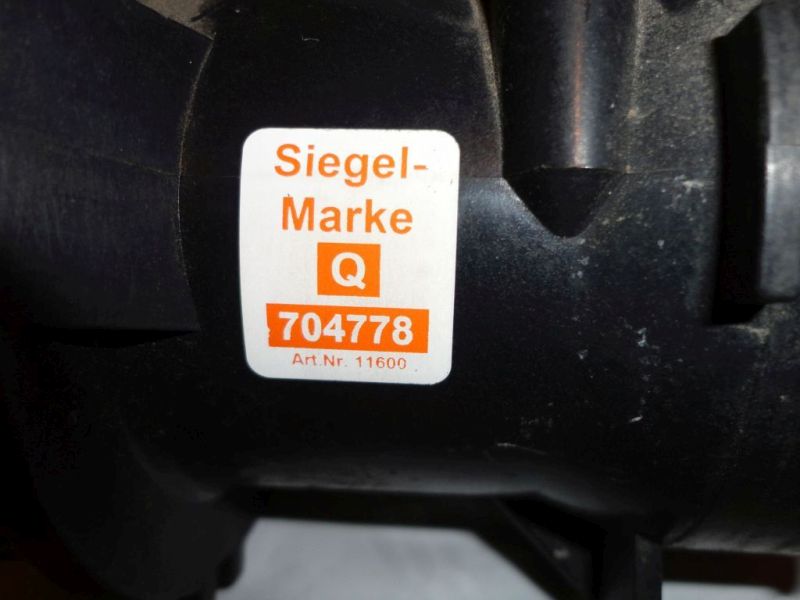 Siegel-
Marke
Q
704778
Art.Nr. 11600